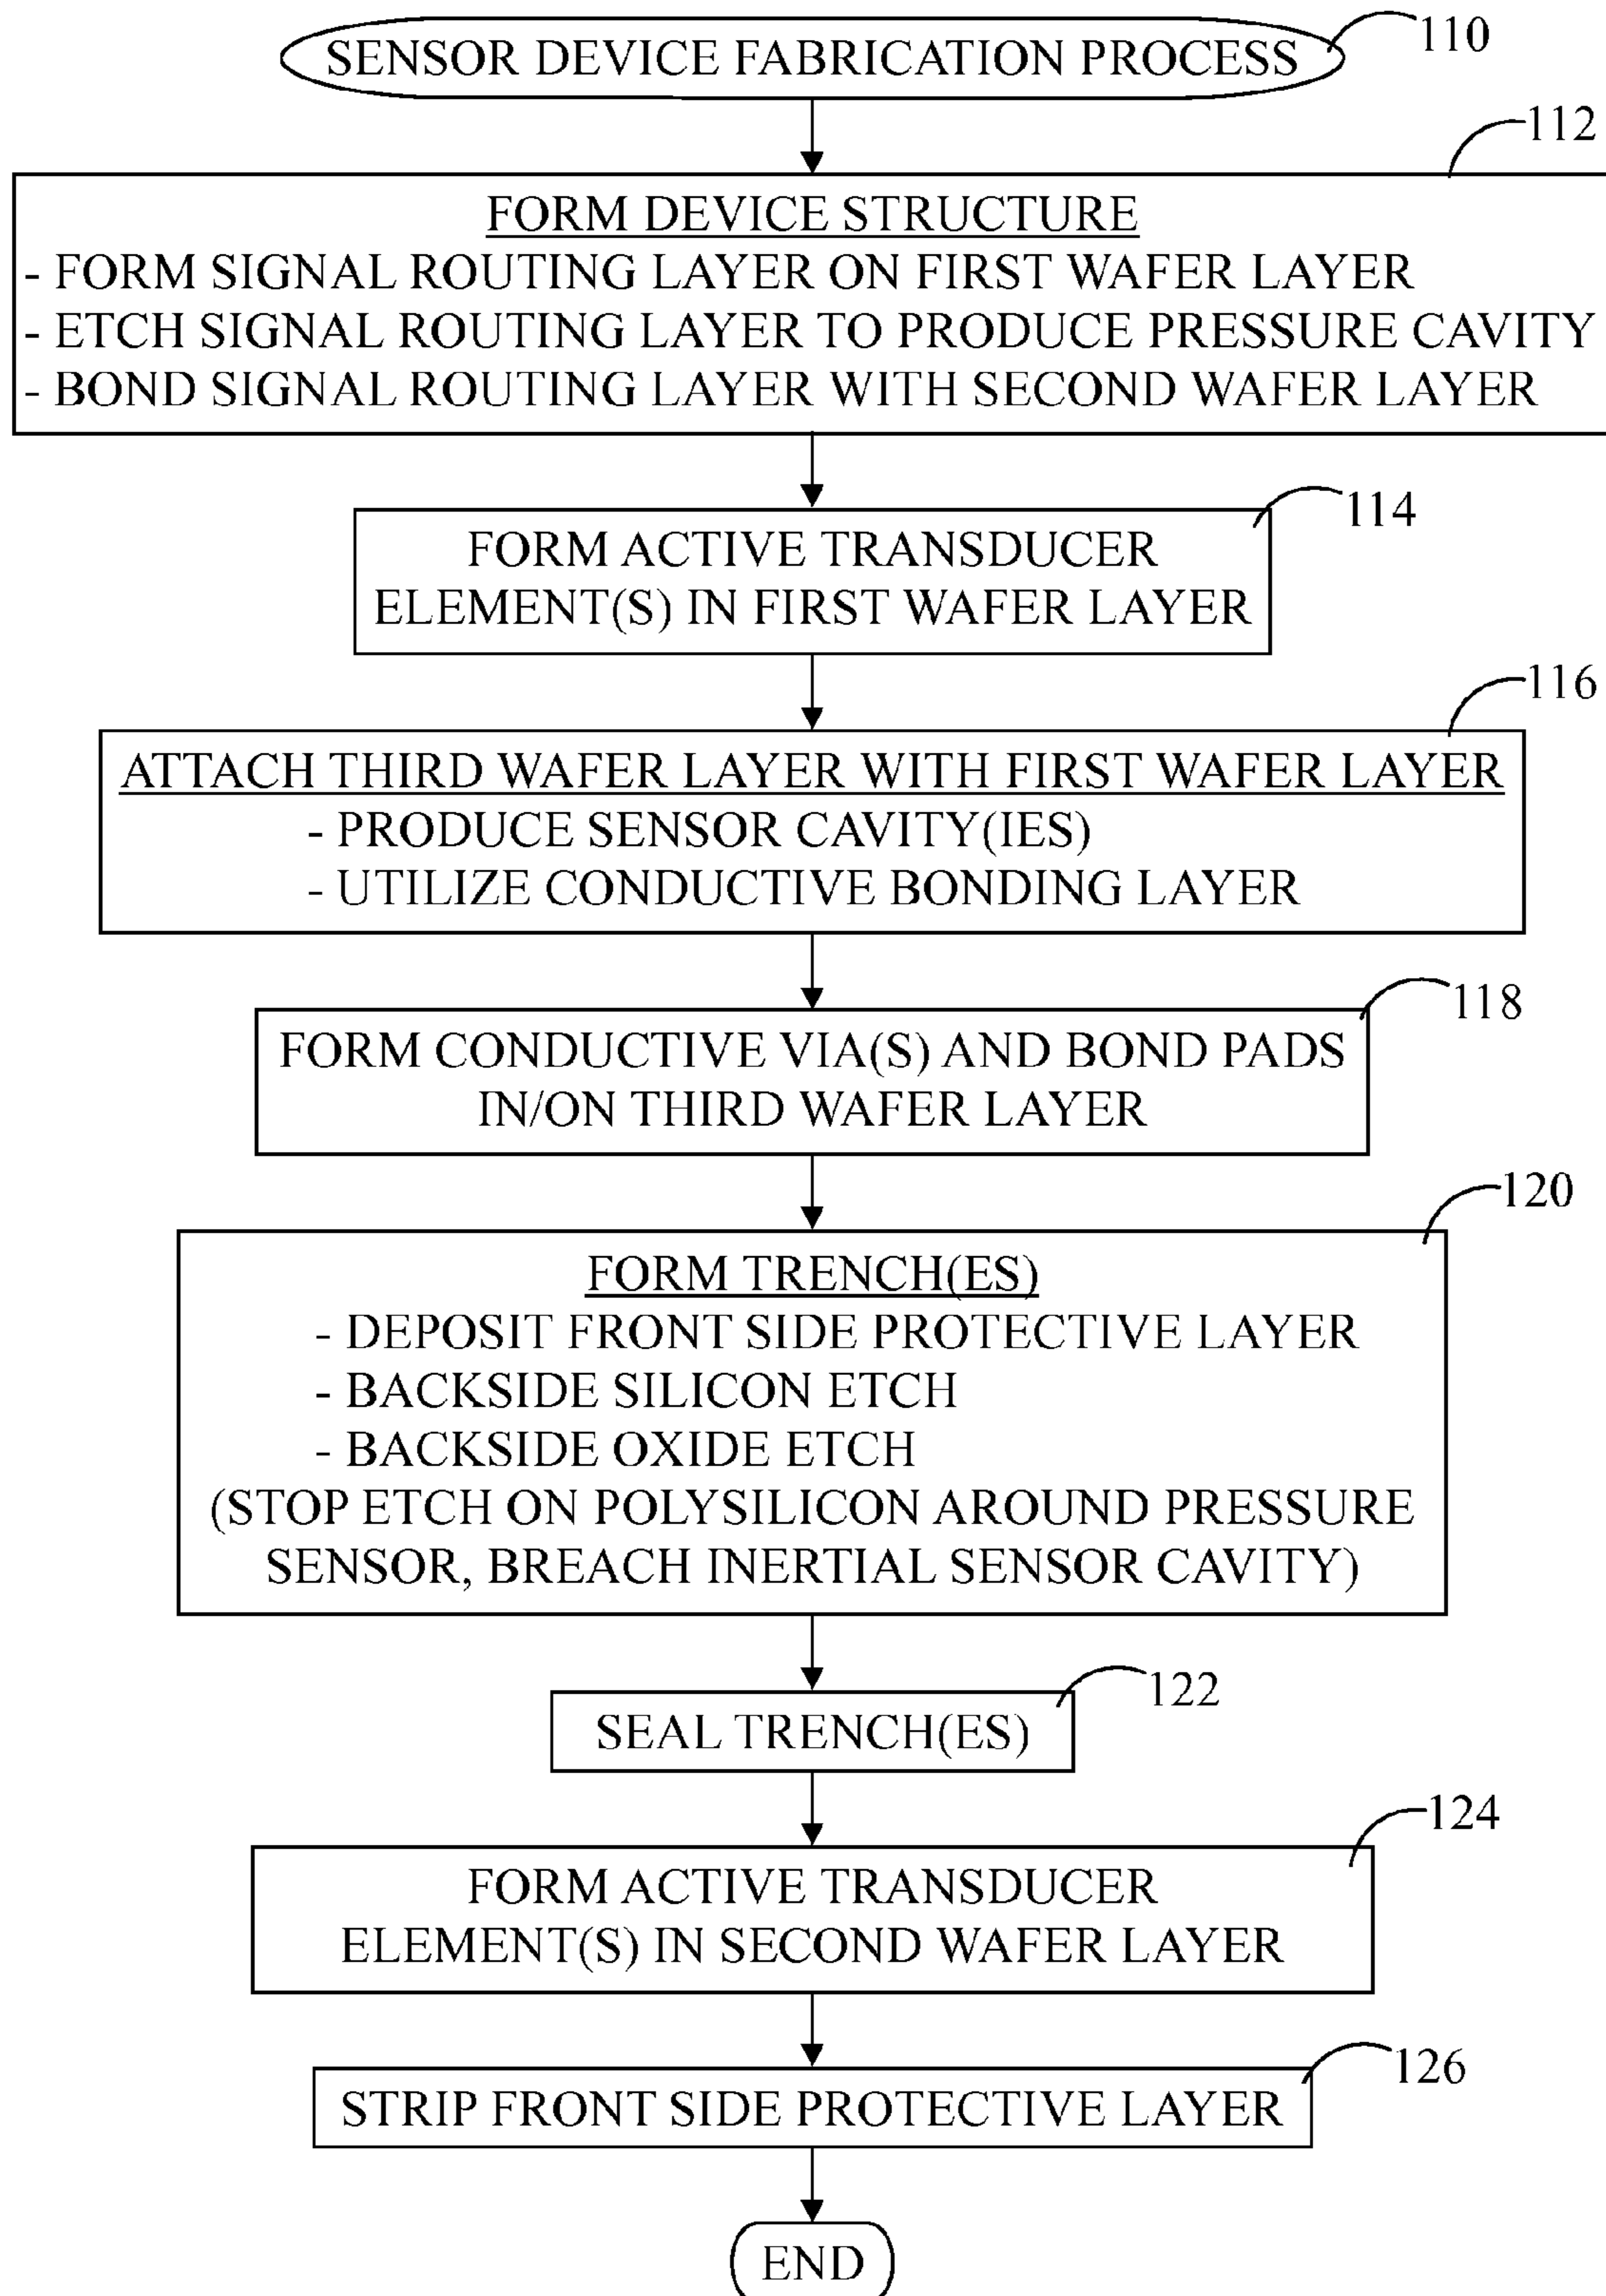 SENSOR DEVICE FABRICATION PROCESS
110
112
FORM DEVICE STRUCTURE
- FORM SIGNAL ROUTING LAYER ON FIRST WAFER LAYER
- ETCH SIGNAL ROUTING LAYER TO PRODUCE PRESSURE CAVITY
- BOND SIGNAL ROUTING LAYER WITH SECOND WAFER LAYER
114
FORM ACTIVE TRANSDUCER
ELEMENT(S) IN FIRST WAFER LAYER
116
ATTACH THIRD WAFER LAYER WITH FIRST WAFER LAYER
- PRODUCE SENSOR CAVITY(IES)
- UTILIZE CONDUCTIVE BONDING LAYER
118
FORM CONDUCTIVE VIA(S) AND BOND PADS
IN/ON THIRD WAFER LAYER
120
FORM TRENCH(ES)
- DEPOSIT FRONT SIDE PROTECTIVE LAYER
- BACKSIDE SILICON ETCH
- BACKSIDE OXIDE ETCH
(STOP ETCH ON POLYSILICON AROUND PRESSURE
SENSOR, BREACH INERTIAL SENSOR CAVITY)
122
SEAL TRENCH(ES)
124
FORM ACTIVE TRANSDUCER
ELEMENT(S) IN SECOND WAFER LAYER
126
STRIP FRONT SIDE PROTECTIVE LAYER
END